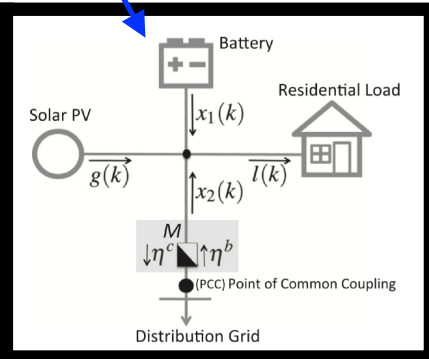 Battery
+ −
Residential Load
Solar PV
x₁(k)
g(k)
l(k)
x₂(k)
M
↓ηᶜ ↑ηᵇ
(PCC) Point of Common Coupling
Distribution Grid